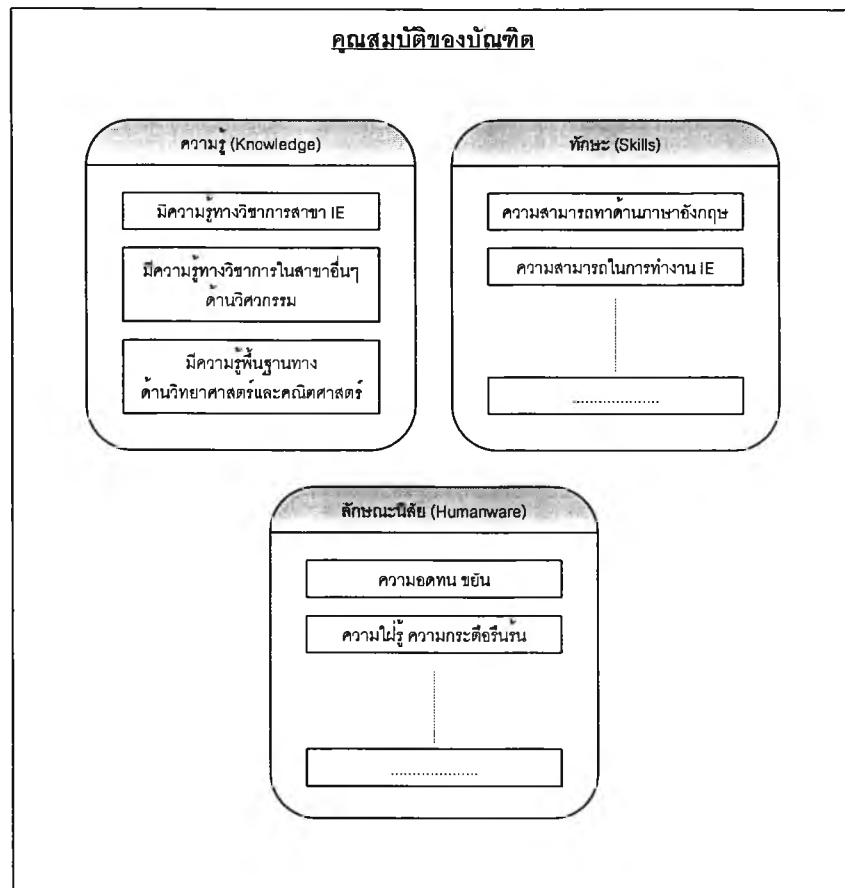 คุณสมบัติของบัณฑิต
ความรู้ (Knowledge)
มีความรู้ทางวิชาการสาขา IE
มีความรู้ทางวิชาการในสาขาอื่นๆ
ด้านวิศวกรรม
มีความรู้พื้นฐานทาง
ด้านวิทยาศาสตร์และคณิตศาสตร์
ทักษะ (Skills)
ความสามารถทาด้านภาษาอังกฤษ
ความสามารถในการทำงาน IE
...................
ลักษณะนิสัย (Humanware)
ความอดทน ขยัน
ความใฝ่รู้ ความกระตือรืนร้น
...................